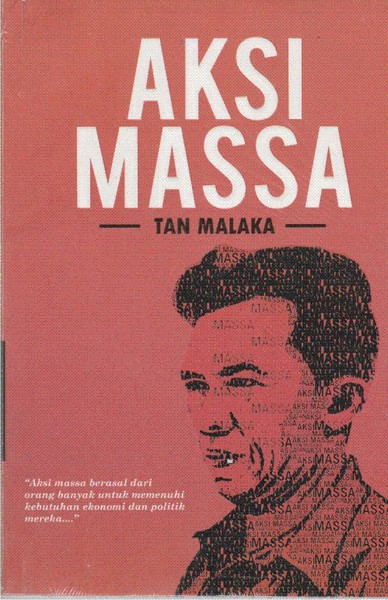 AKSI
MASSA
TAN MALAKA
"Aksi massa berasal dari
orang banyak untuk memenuhi
kebutuhan ekonomi dan politik
mereka...."